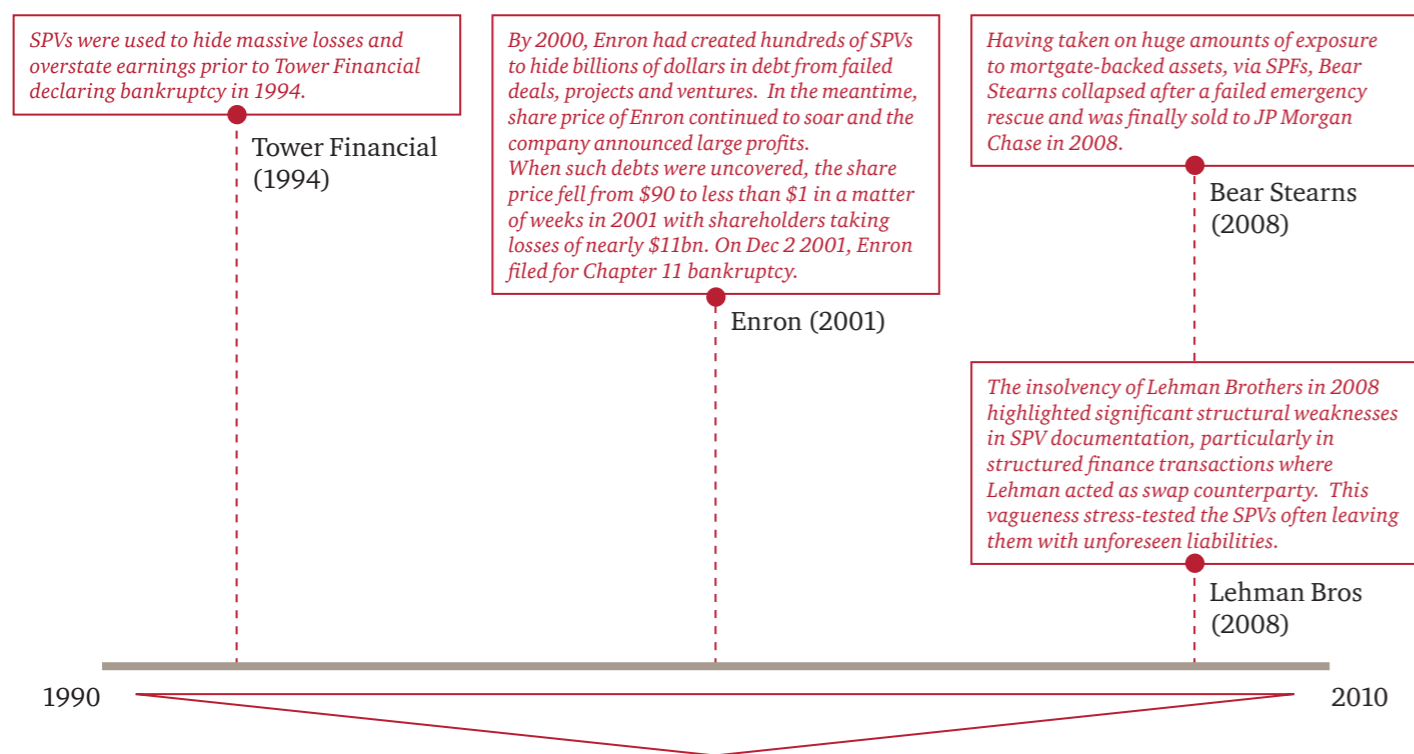 SPVs were used to hide massive losses and
overstate earnings prior to Tower Financial
declaring bankruptcy in 1994.
Tower Financial
(1994)
By 2000, Enron had created hundreds of SPVs
to hide billions of dollars in debt from failed
deals, projects and ventures.  In the meantime,
share price of Enron continued to soar and the
company announced large profits.
When such debts were uncovered, the share
price fell from $90 to less than $1 in a matter
of weeks in 2001 with shareholders taking
losses of nearly $11bn. On Dec 2 2001, Enron
filed for Chapter 11 bankruptcy.
Enron (2001)
Having taken on huge amounts of exposure
to mortgate-backed assets, via SPFs, Bear
Stearns collapsed after a failed emergency
rescue and was finally sold to JP Morgan
Chase in 2008.
Bear Stearns
(2008)
The insolvency of Lehman Brothers in 2008
highlighted significant structural weaknesses
in SPV documentation, particularly in
structured finance transactions where
Lehman acted as swap counterparty.  This
vagueness stress-tested the SPVs often leaving
them with unforeseen liabilities.
Lehman Bros
(2008)
1990
2010